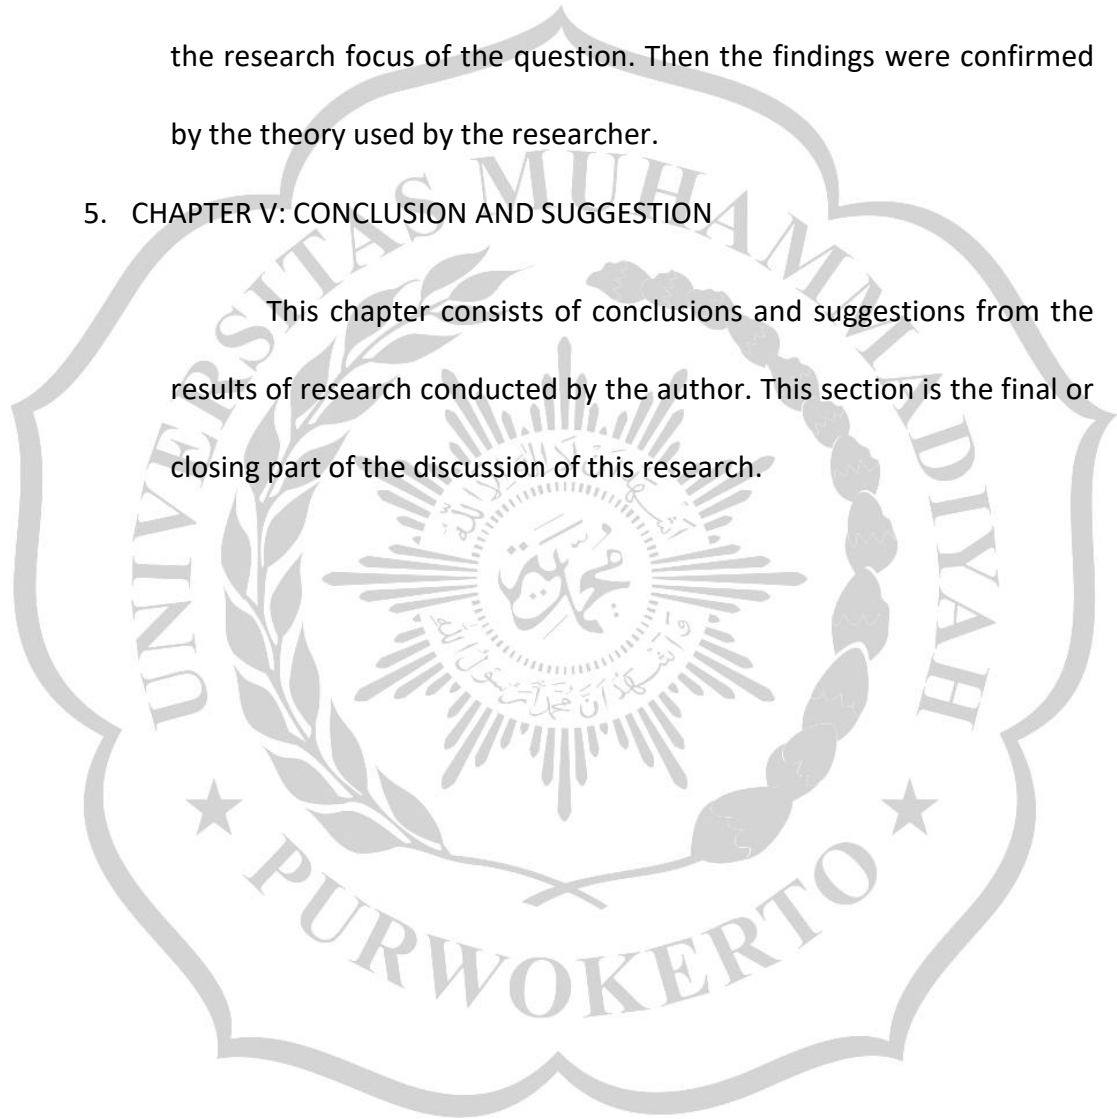 the research focus of the question. Then the findings were confirmed
by the theory used by the researcher.
5. CHAPTER V: CONCLUSION AND SUGGESTION
This chapter consists of conclusions and suggestions from the
results of research conducted by the author. This section is the final or
closing part of the discussion of this research.
UNIVERSITAS MUHAMMADIYAH
PURWOKERTO